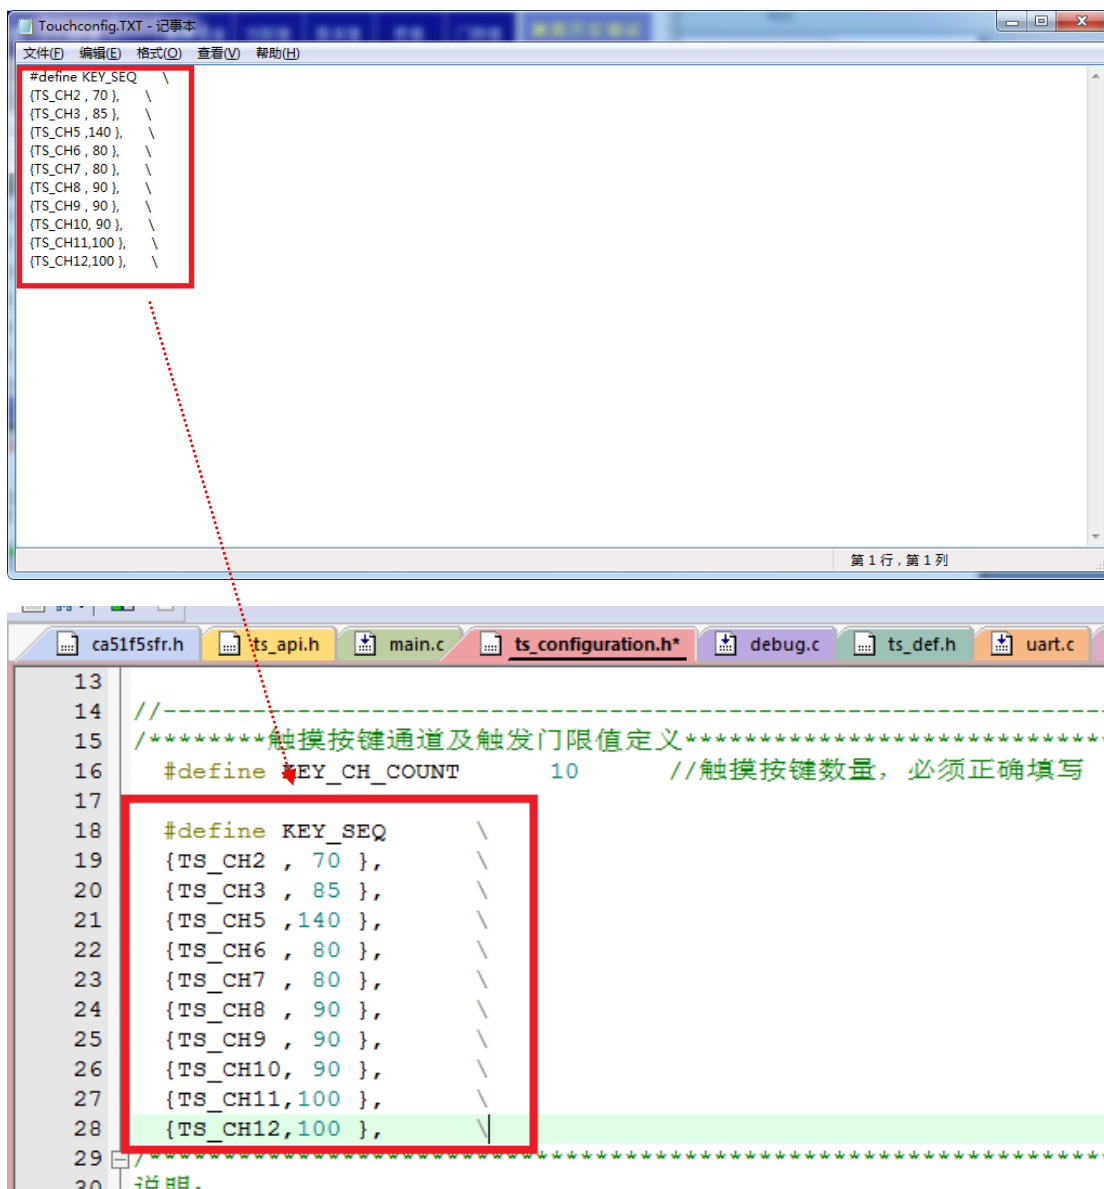 Touchconfig.TXT - 记事本
文件(F) 编辑(E) 格式(O) 查看(V) 帮助(H)
#define KEY_SEQ \
{TS_CH2 , 70 }, \
{TS_CH3 , 85 }, \
{TS_CH5 ,140 }, \
{TS_CH6 , 80 }, \
{TS_CH7 , 80 }, \
{TS_CH8 , 90 }, \
{TS_CH9 , 90 }, \
{TS_CH10, 90 }, \
{TS_CH11,100 }, \
{TS_CH12,100 }, \
第 1 行 , 第 1 列
ca51f5sfr.h ts_api.h main.c ts_configuration.h* debug.c ts_def.h uart.c
13
14 //----------------------------------------------------------------
15 /********触摸按键通道及触发门限值定义****************************
16 #define KEY_CH_COUNT 10 //触摸按键数量，必须正确填写
17
18 #define KEY_SEQ \
19 {TS_CH2 , 70 }, \
20 {TS_CH3 , 85 }, \
21 {TS_CH5 ,140 }, \
22 {TS_CH6 , 80 }, \
23 {TS_CH7 , 80 }, \
24 {TS_CH8 , 90 }, \
25 {TS_CH9 , 90 }, \
26 {TS_CH10, 90 }, \
27 {TS_CH11,100 }, \
28 {TS_CH12,100 }, \
29 /*****************************************************************
30 说明: